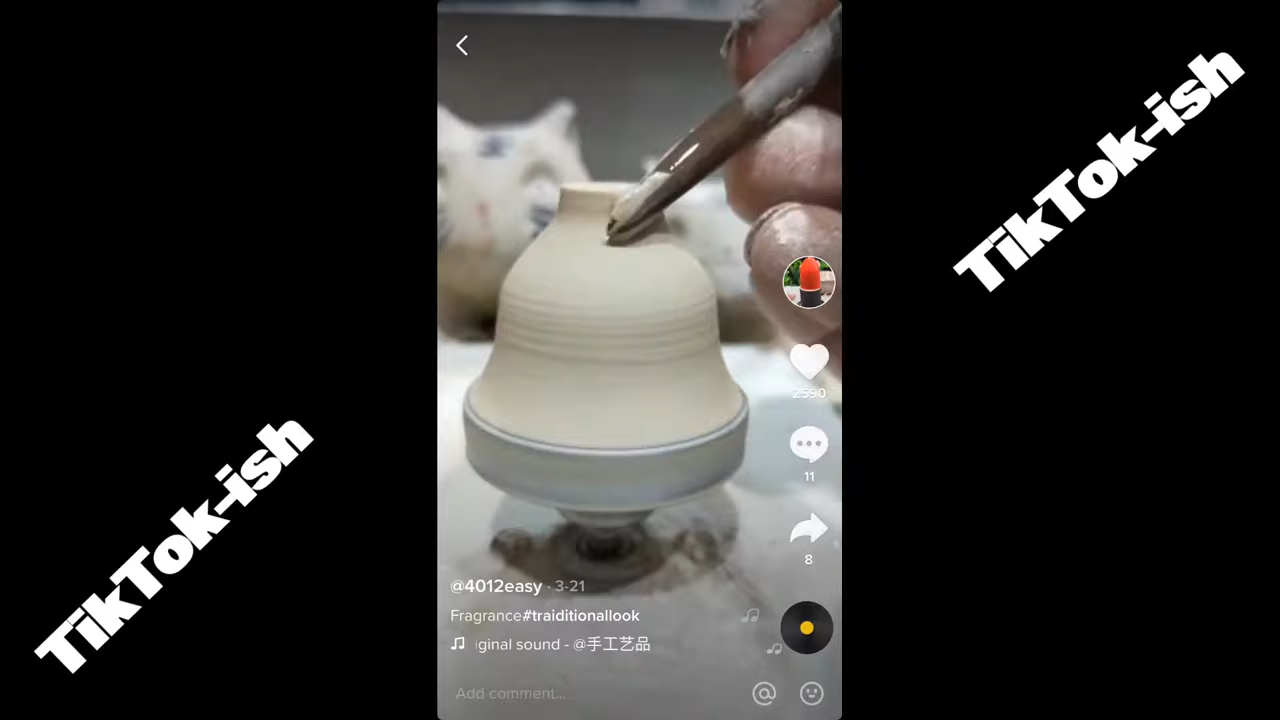 TikTok-ish
TikTok-ish
2590
11
8
@4012easy · 3-21
Fragrance#traiditionallook
ginal sound - @手工艺品
Add comment...